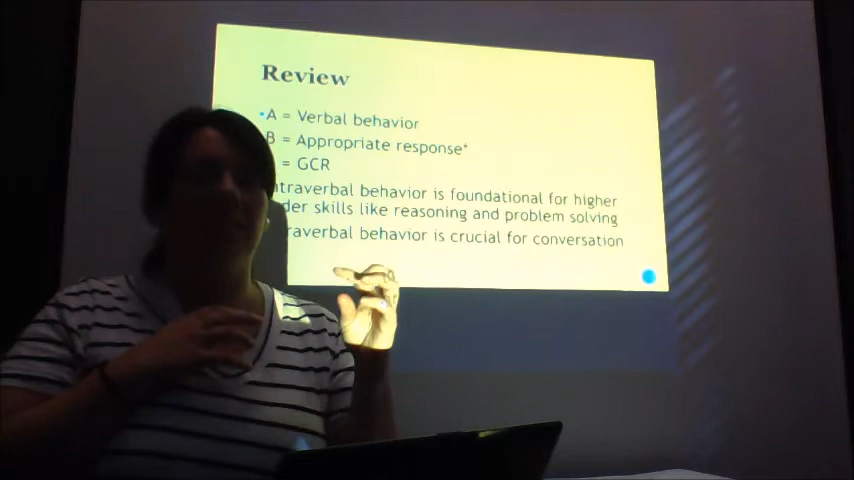 Review
A = Verbal behavior
B = Appropriate response*
= GCR
ntraverbal behavior is foundational for higher
der skills like reasoning and problem solving
raverbal behavior is crucial for conversation